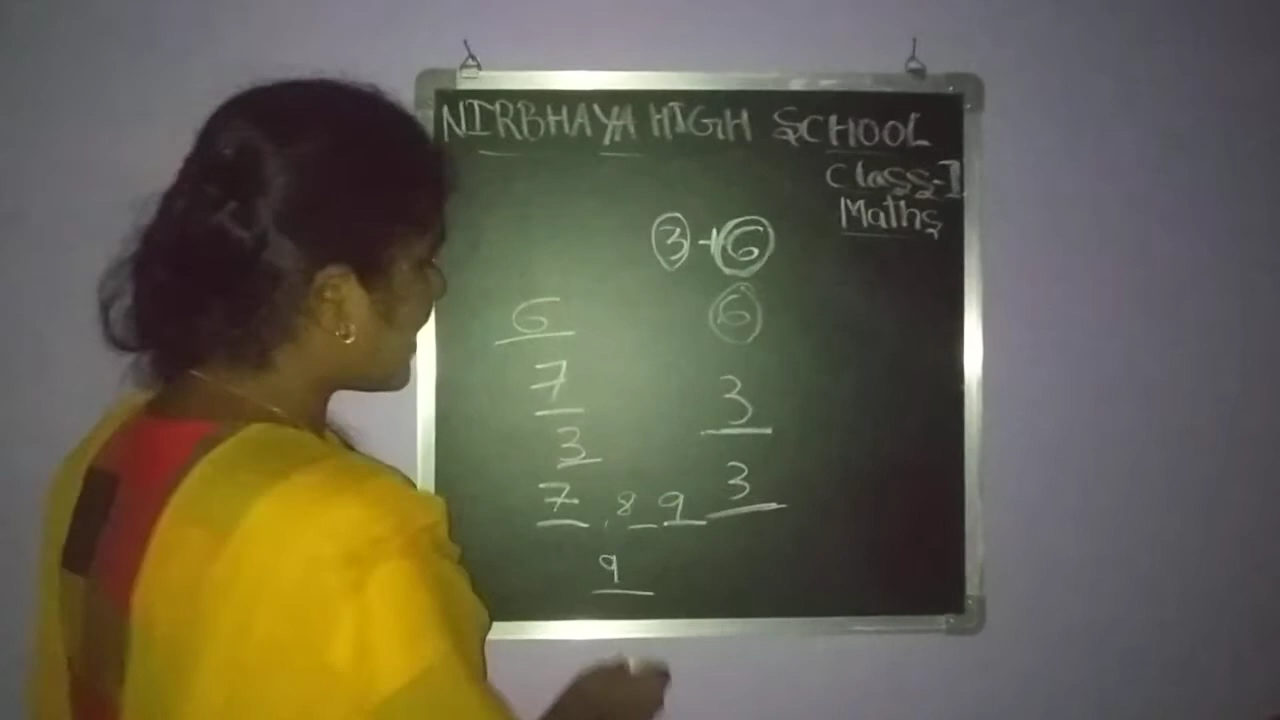 NIRBHAYA HIGH SCHOOL
Class-I
Maths
3+6
6 6
7 3
3
7, 8 9 3
9